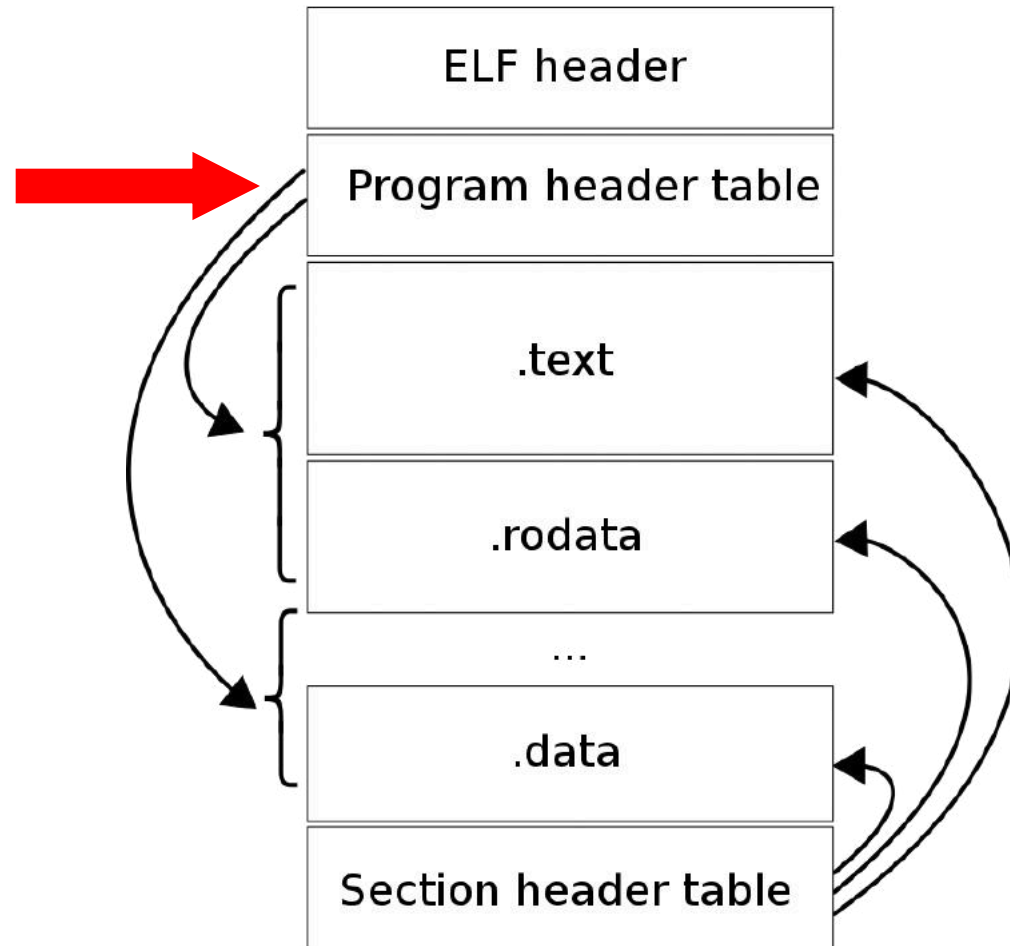 ELF header
Program header table
.text
.rodata
...
.data
Section header table